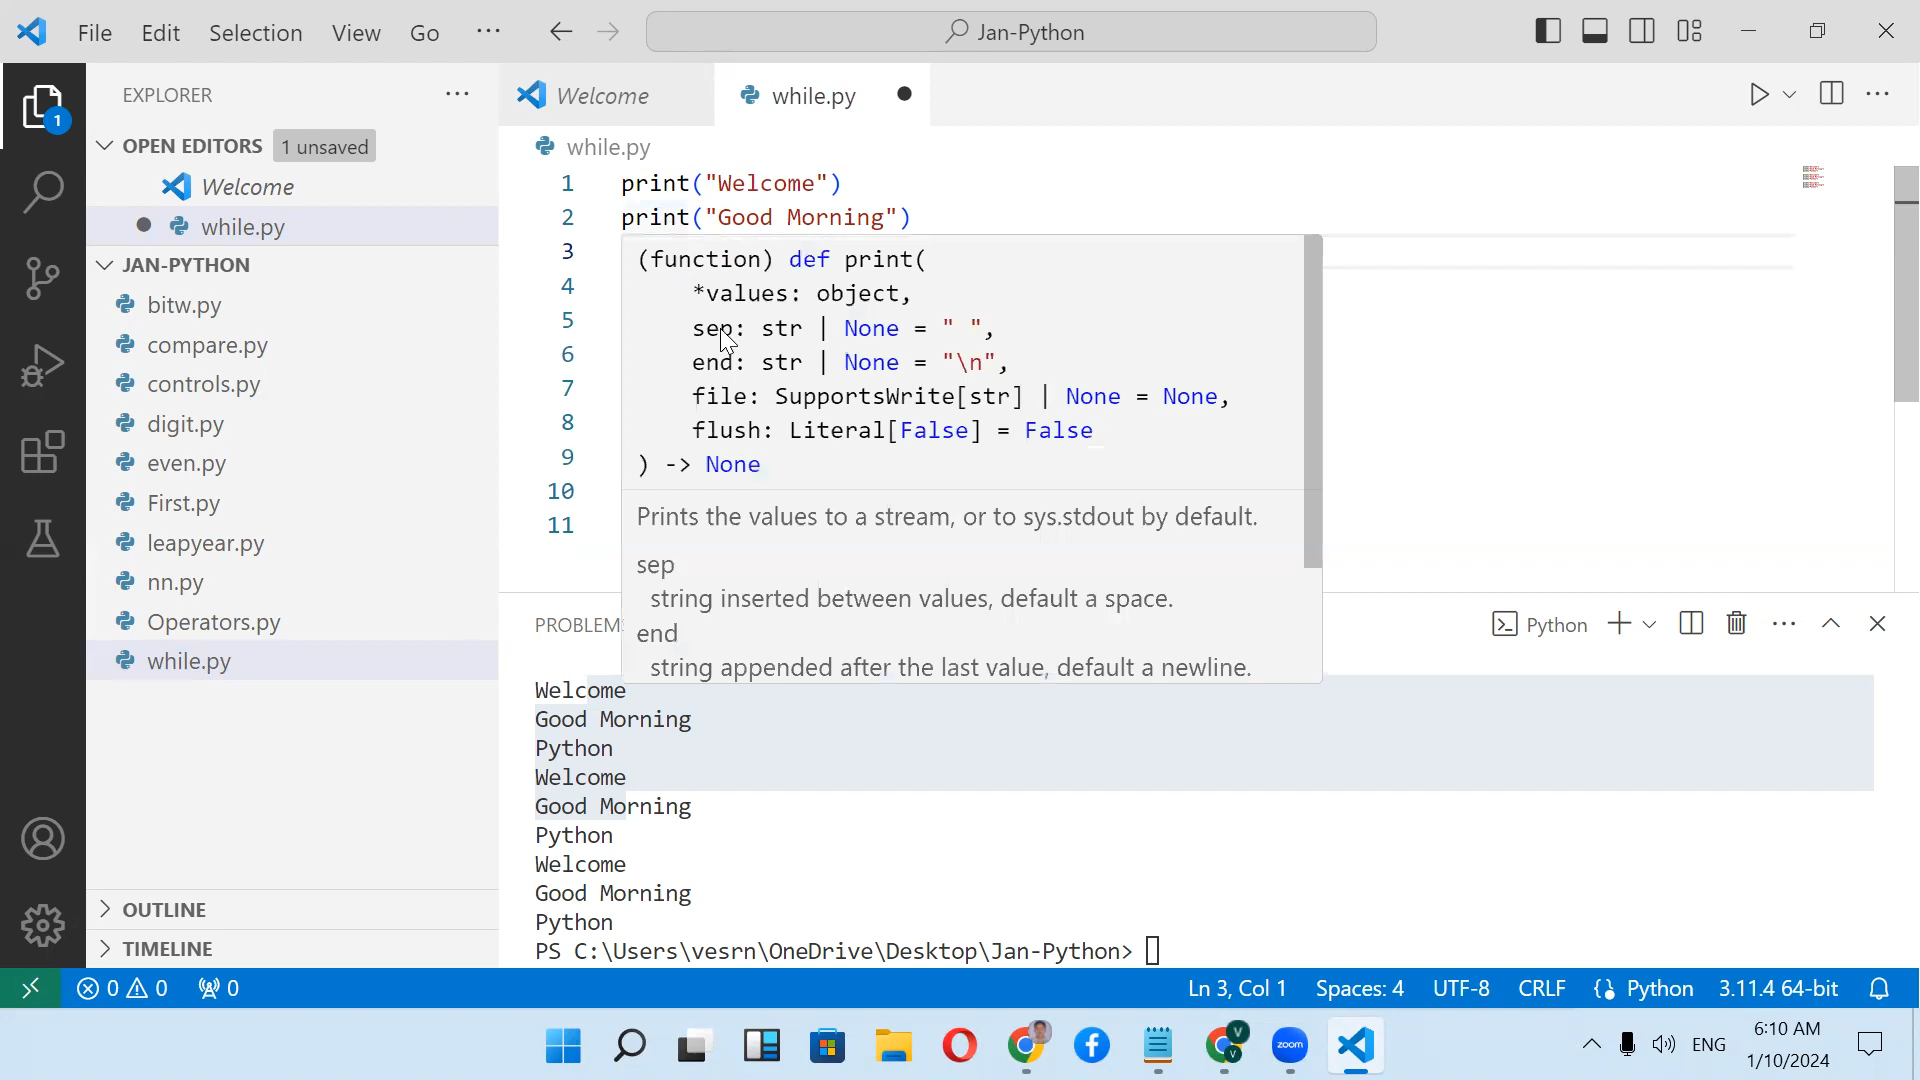 File Edit Selection View Go ··· Jan-Python
EXPLORER
OPEN EDITORS 1 unsaved
Welcome
while.py
JAN-PYTHON
bitw.py
compare.py
controls.py
digit.py
even.py
First.py
leapyear.py
nn.py
Operators.py
while.py
OUTLINE
TIMELINE
1
Welcome while.py
while.py
1 print("Welcome")
2 print("Good Morning")
3
4
5
6
7
8
9
10
11
(function) def print(
*values: object,
sep: str | None = " ",
end: str | None = "\n",
file: SupportsWrite[str] | None = None,
flush: Literal[False] = False
) -> None
Prints the values to a stream, or to sys.stdout by default.
sep
string inserted between values, default a space.
end
string appended after the last value, default a newline.
PROBLEM
Python
Welcome
Good Morning
Python
Welcome
Good Morning
Python
Welcome
Good Morning
Python
PS C:\Users\vesrn\OneDrive\Desktop\Jan-Python>
0 0 0 Ln 3, Col 1 Spaces: 4 UTF-8 CRLF Python 3.11.4 64-bit
zoom V V
ENG 6:10 AM
1/10/2024